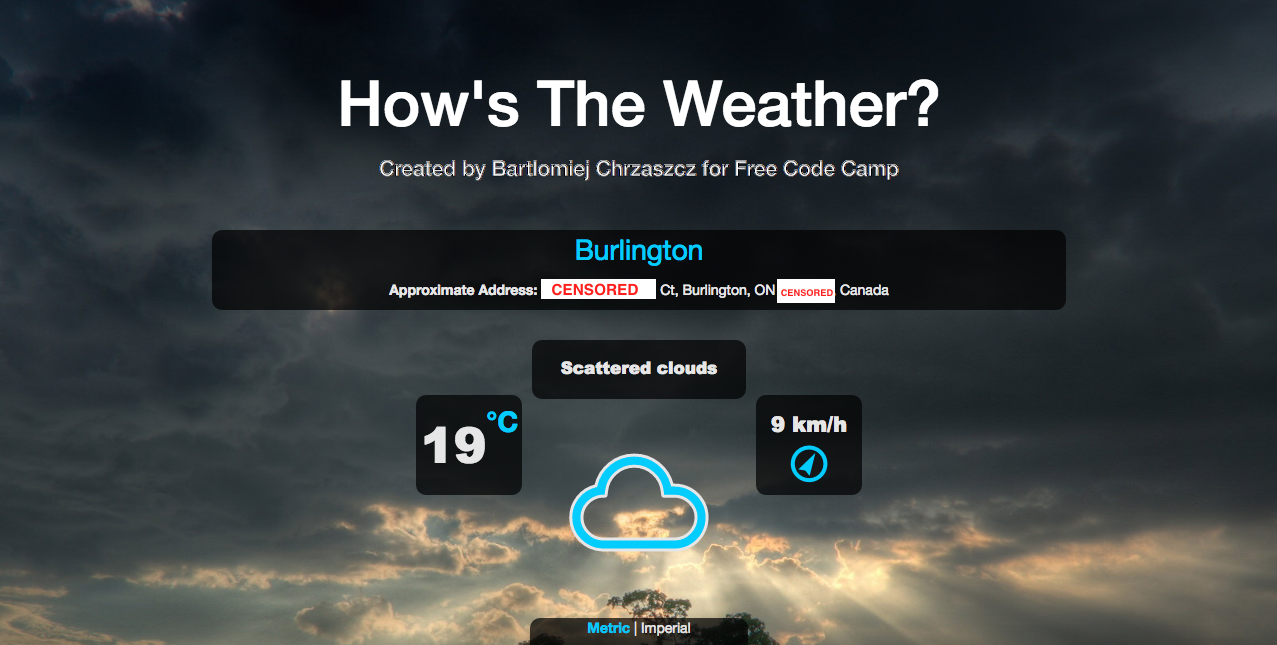 How's The Weather?
Created by Bartlomiej Chrzaszcz for Free Code Camp
Burlington
Approximate Address: CENSORED Ct, Burlington, ON CENSORED, Canada
Scattered clouds
19 °C
9 km/h
Metric | Imperial